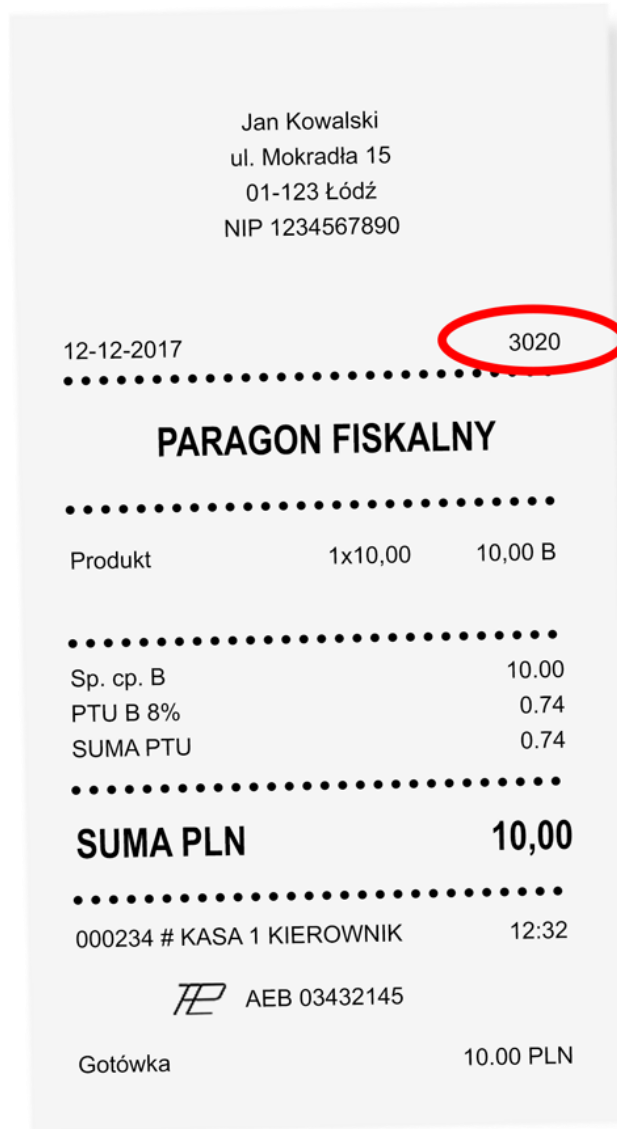 Jan Kowalski
ul. Mokradła 15
01-123 Łódź
NIP 1234567890
12-12-2017 3020
PARAGON FISKALNY
Produkt 1x10,00 10,00 B
Sp. cp. B 10.00
PTU B 8% 0.74
SUMA PTU 0.74
SUMA PLN 10,00
000234 # KASA 1 KIEROWNIK 12:32
AEB 03432145
Gotówka 10.00 PLN